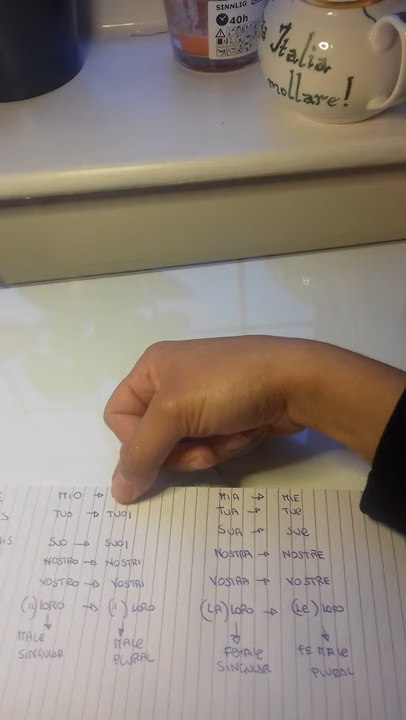 SINNLIG
40h
Italia
mollare!
MIO → MIA → MIE
TUO → TUOI TUA → TUE
SUA → SUE
SUO → SUOI
NOSTRO → NOSTRI NOSTRA → NOSTRE
VOSTRO → VOSTRI VOSTRA → VOSTRE
(IL) LORO → (I) LORO (LA) LORO → (LE) LORO
MALE SINGULAR MALE PLURAL FEMALE SINGULAR FEMALE PLURAL